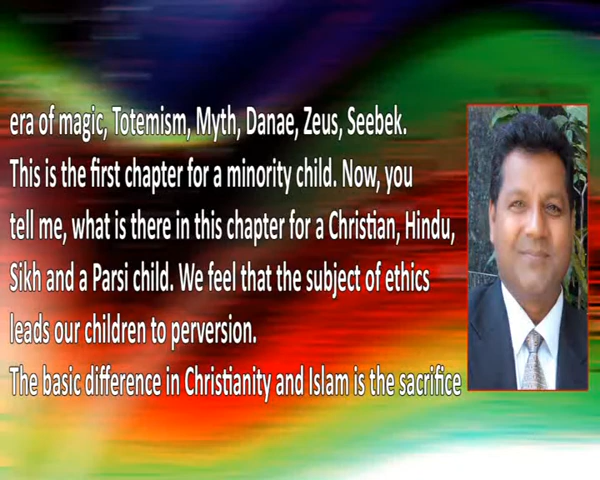 era of magic, Totemism, Myth, Danae, Zeus, Seebek.
This is the first chapter for a minority child. Now, you
tell me, what is there in this chapter for a Christian, Hindu,
Sikh and a Parsi child. We feel that the subject of ethics
leads our children to perversion.
The basic difference in Christianity and Islam is the sacrifice